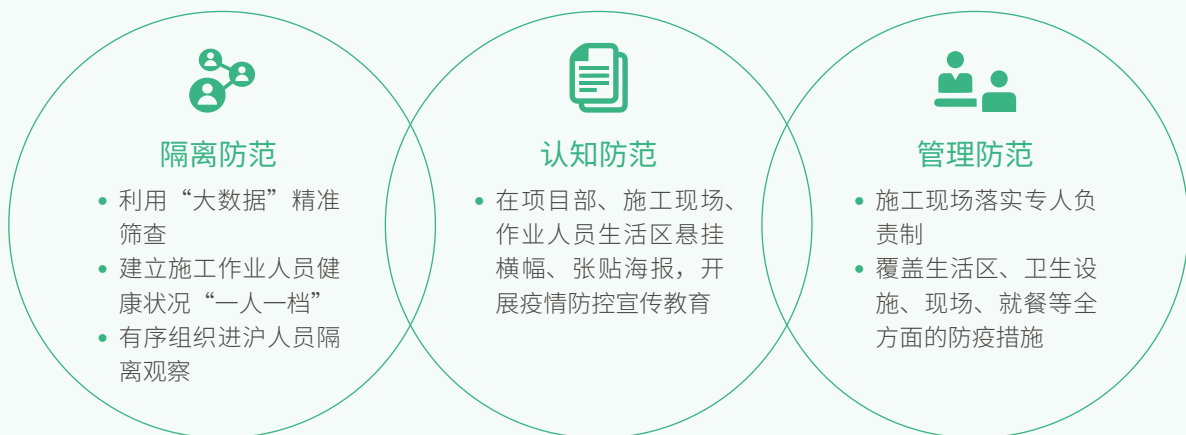 隔离防范
• 利用“大数据”精准
筛查
• 建立施工作业人员健
康状况“一人一档”
• 有序组织进沪人员隔
离观察
认知防范
• 在项目部、施工现场、
作业人员生活区悬挂
横幅、张贴海报，开
展疫情防控宣传教育
管理防范
• 施工现场落实专人负
责制
• 覆盖生活区、卫生设
施、现场、就餐等全
方面的防疫措施